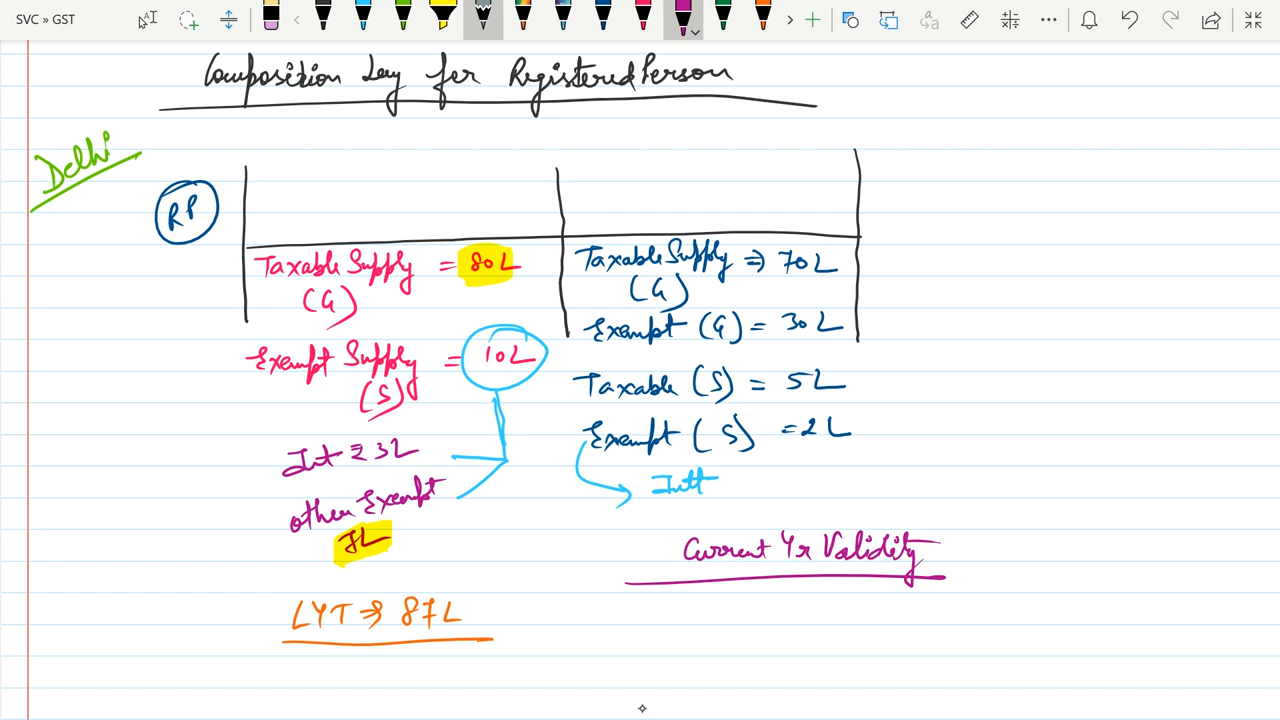 SVC » GST
Composition Levy for Registered Person
Delhi
RP
Taxable Supply = 80L
(G)
Exempt Supply = 10L
(S)
Int ₹ 3L
other Exempt
7L
LYT ⇒ 87L
Taxable Supply ⇒ 70L
(G)
Exempt (G) = 30L
Taxable (S) = 5L
Exempt (S) = 2L
Intt
Current Yr Validity